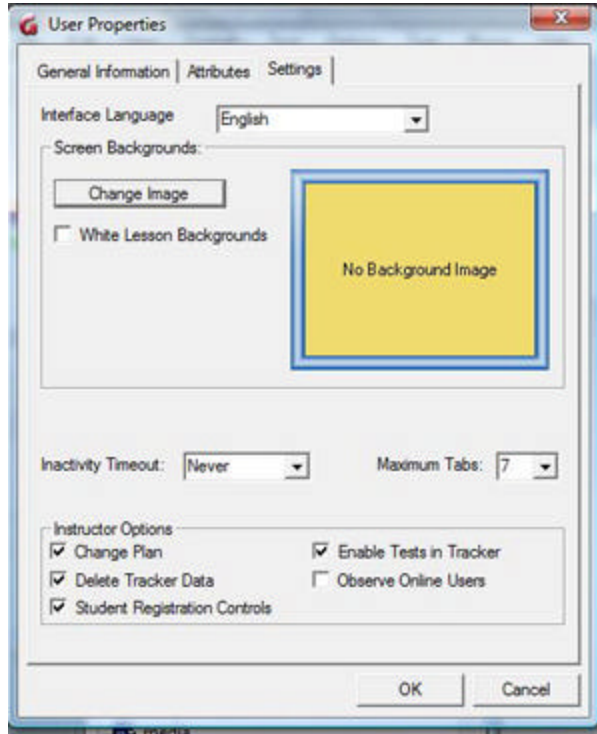 User Properties
General Information Attributes Settings
Interface Language English
Screen Backgrounds:
Change Image
White Lesson Backgrounds
No Background Image
Inactivity Timeout: Never Maximum Tabs: 7
Instructor Options
Change Plan Enable Tests in Tracker
Delete Tracker Data Observe Online Users
Student Registration Controls
OK Cancel
media